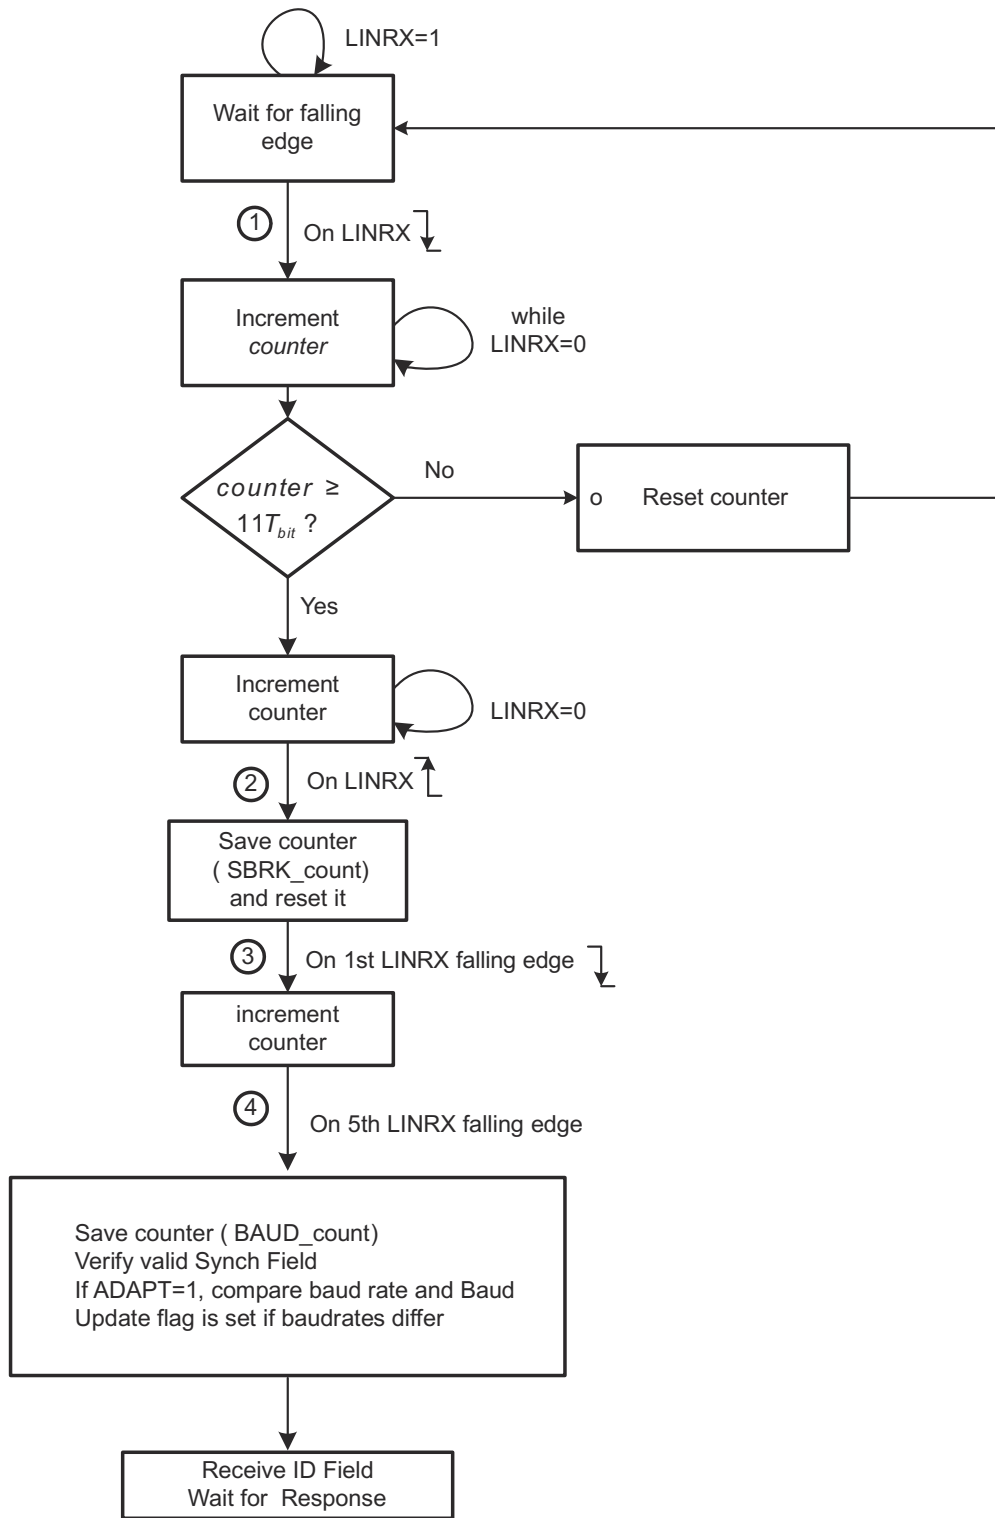 LINRX=1
Wait for falling
edge
1
On LINRX
Increment
counter
while
LINRX=0
counter ≥
11Tbit ?
No
o Reset counter
Yes
Increment
counter
LINRX=0
2
On LINRX
Save counter
( SBRK_count)
and reset it
3
On 1st LINRX falling edge
increment
counter
4
On 5th LINRX falling edge
Save counter ( BAUD_count)
Verify valid Synch Field
If ADAPT=1, compare baud rate and Baud
Update flag is set if baudrates differ
Receive ID Field
Wait for Response